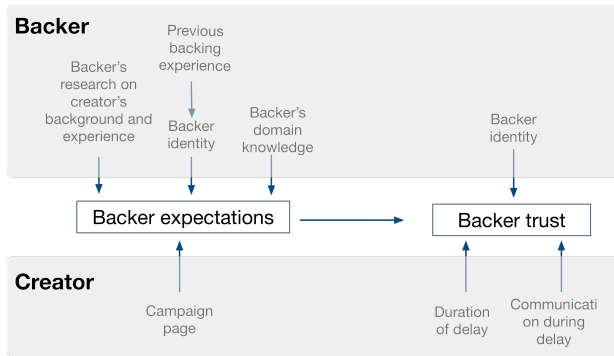 Backer
Previous
backing
experience
Backer's
research on
creator's
background and
experience
Backer
identity
Backer's
domain
knowledge
Backer
identity
Backer expectations
Backer trust
Creator
Campaign
page
Duration
of delay
Communicati
on during
delay